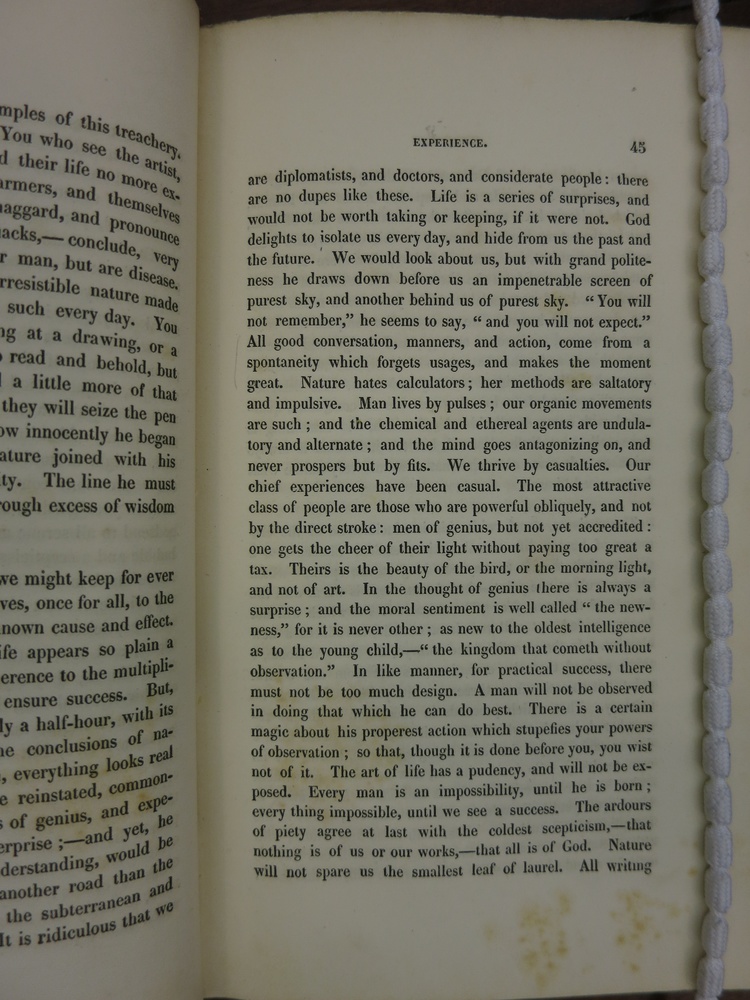 mples of this treachery.
You who see the artist,
d their life no more ex-
armers, and themselves
haggard, and pronounce
acks,— conclude, very
r man, but are disease.
rresistible nature made
such every day. You
ng at a drawing, or a
read and behold, but
a little more of that
they will seize the pen
ow innocently he began
ature joined with his
ty. The line he must
rough excess of wisdom
we might keep for ever
ves, once for all, to the
nown cause and effect.
ife appears so plain a
erence to the multipli-
ensure success. But,
ly a half-hour, with its
ne conclusions of na-
, everything looks real
e reinstated, common-
s of genius, and expe-
erprise ;—and yet, he
derstanding, would be
another road than the
the subterranean and
It is ridiculous that we
EXPERIENCE. 45
are diplomatists, and doctors, and considerate people: there
are no dupes like these. Life is a series of surprises, and
would not be worth taking or keeping, if it were not. God
delights to isolate us every day, and hide from us the past and
the future. We would look about us, but with grand polite-
ness he draws down before us an impenetrable screen of
purest sky, and another behind us of purest sky. “You will
not remember,” he seems to say, “and you will not expect.”
All good conversation, manners, and action, come from a
spontaneity which forgets usages, and makes the moment
great. Nature hates calculators; her methods are saltatory
and impulsive. Man lives by pulses; our organic movements
are such; and the chemical and ethereal agents are undula-
tory and alternate; and the mind goes antagonizing on, and
never prospers but by fits. We thrive by casualties. Our
chief experiences have been casual. The most attractive
class of people are those who are powerful obliquely, and not
by the direct stroke: men of genius, but not yet accredited:
one gets the cheer of their light without paying too great a
tax. Theirs is the beauty of the bird, or the morning light,
and not of art. In the thought of genius there is always a
surprise; and the moral sentiment is well called “the new-
ness,” for it is never other; as new to the oldest intelligence
as to the young child,—“the kingdom that cometh without
observation.” In like manner, for practical success, there
must not be too much design. A man will not be observed
in doing that which he can do best. There is a certain
magic about his properest action which stupefies your powers
of observation; so that, though it is done before you, you wist
not of it. The art of life has a pudency, and will not be ex-
posed. Every man is an impossibility, until he is born;
every thing impossible, until we see a success. The ardours
of piety agree at last with the coldest scepticism,—that
nothing is of us or our works,—that all is of God. Nature
will not spare us the smallest leaf of laurel. All writing